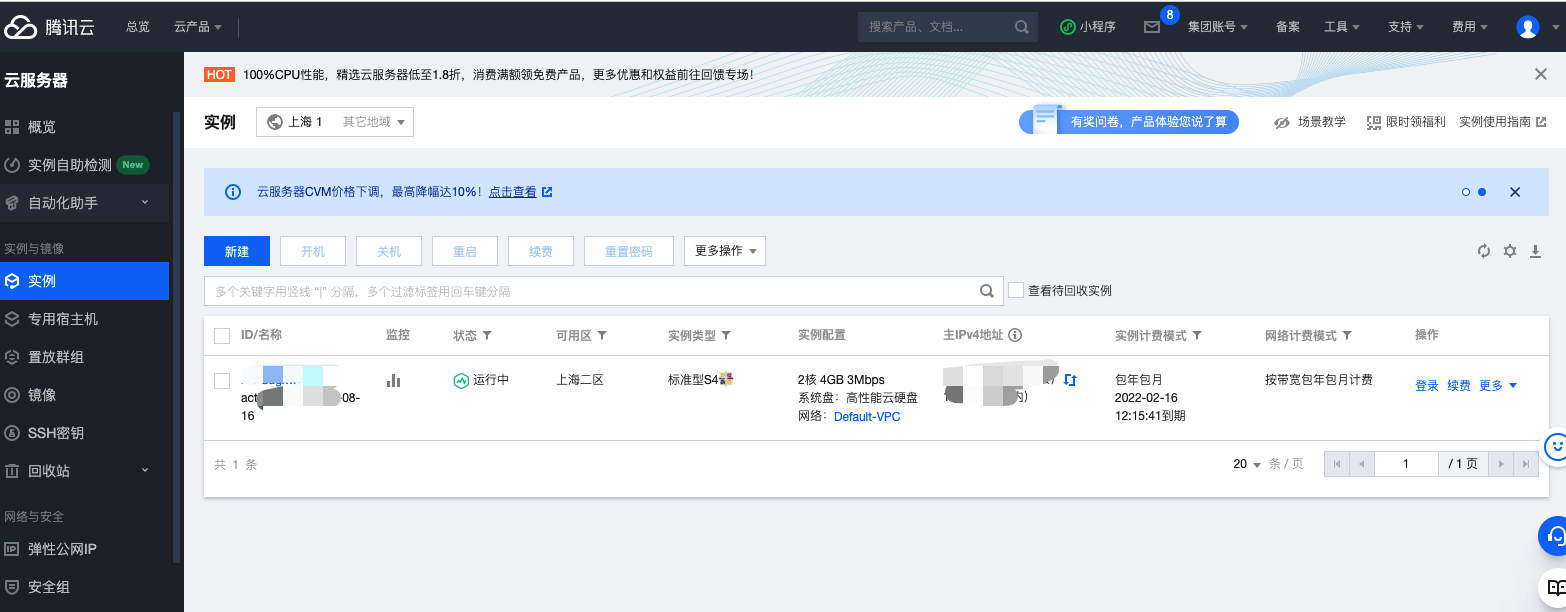 腾讯云 总览 云产品 搜索产品、文档... 小程序 8 集团账号 备案 工具 支持 费用
云服务器
HOT 100%CPU性能，精选云服务器低至1.8折，消费满额领免费产品，更多优惠和权益前往回馈专场！
概览
实例自助检测 New
自动化助手
实例与镜像
实例
专用宿主机
置放群组
镜像
SSH密钥
回收站
网络与安全
IP 弹性公网IP
安全组
实例 上海 1 其它地域 有奖问卷，产品体验您说了算 场景教学 限时领福利 实例使用指南
云服务器CVM价格下调，最高降幅达10%！点击查看
新建 开机 关机 重启 续费 重置密码 更多操作
多个关键字用竖线 "|" 分隔，多个过滤标签用回车键分隔 查看待回收实例
ID/名称 监控 状态 可用区 实例类型 实例配置 主IPv4地址 实例计费模式 网络计费模式 操作
运行中 上海二区 标准型S4 2核 4GB 3Mbps 包年包月 按带宽包年包月计费 登录 续费 更多
act 08- 系统盘：高性能云硬盘 2022-02-16
16 网络：Default-VPC 12:15:41到期
共 1 条 20 条 / 页 1 / 1 页